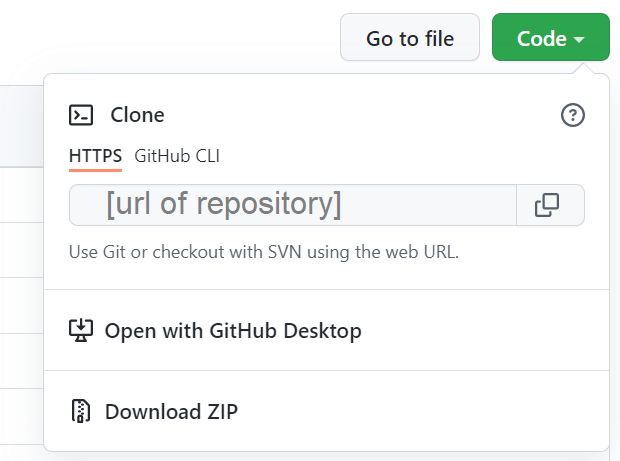 Go to file
Code
Clone
HTTPS GitHub CLI
[url of repository]
Use Git or checkout with SVN using the web URL.
Open with GitHub Desktop
Download ZIP